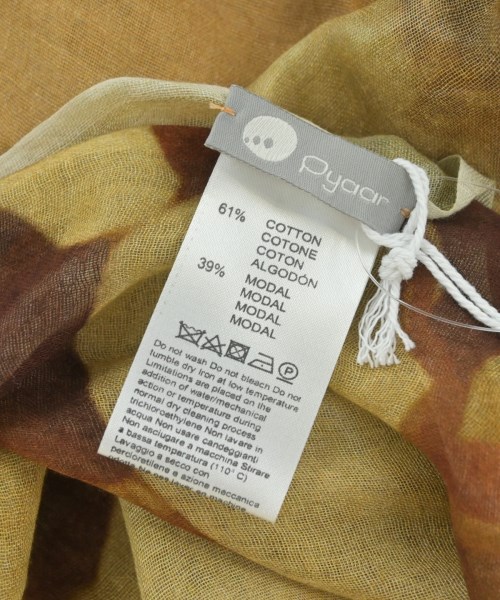 Pyaar
61% COTTON
COTONE
COTON
ALGODÓN
39% MODAL
MODAL
MODAL
MODAL
P
Do not wash Do not bleach Do not
tumble dry Iron at low temperature
Limitations are placed on the
addition of water/mechanical
action or temperature during
normal dry cleaning process
trichloroethylene Non lavare in
acqua Non usare candeggianti
Non asciugare a macchina Stirare
a bassa temperatura (110° C)
Lavaggio a secco con
percloroetilene e azione meccanica